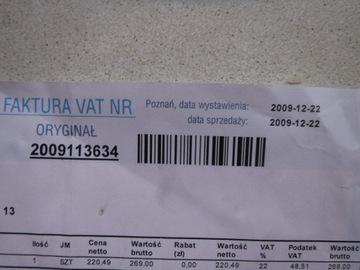 FAKTURA VAT NR
Poznań, data wystawienia: 2009-12-22
data sprzedaży: 2009-12-22
ORYGINAŁ
2009113634
13
Ilość JM Cena netto Wartość brutto Rabat (zł) Wartość netto VAT % Podatek VAT Wartość brutto
1 SZT 220,49 269,00 0,00 220,49 22 48,51 269,00